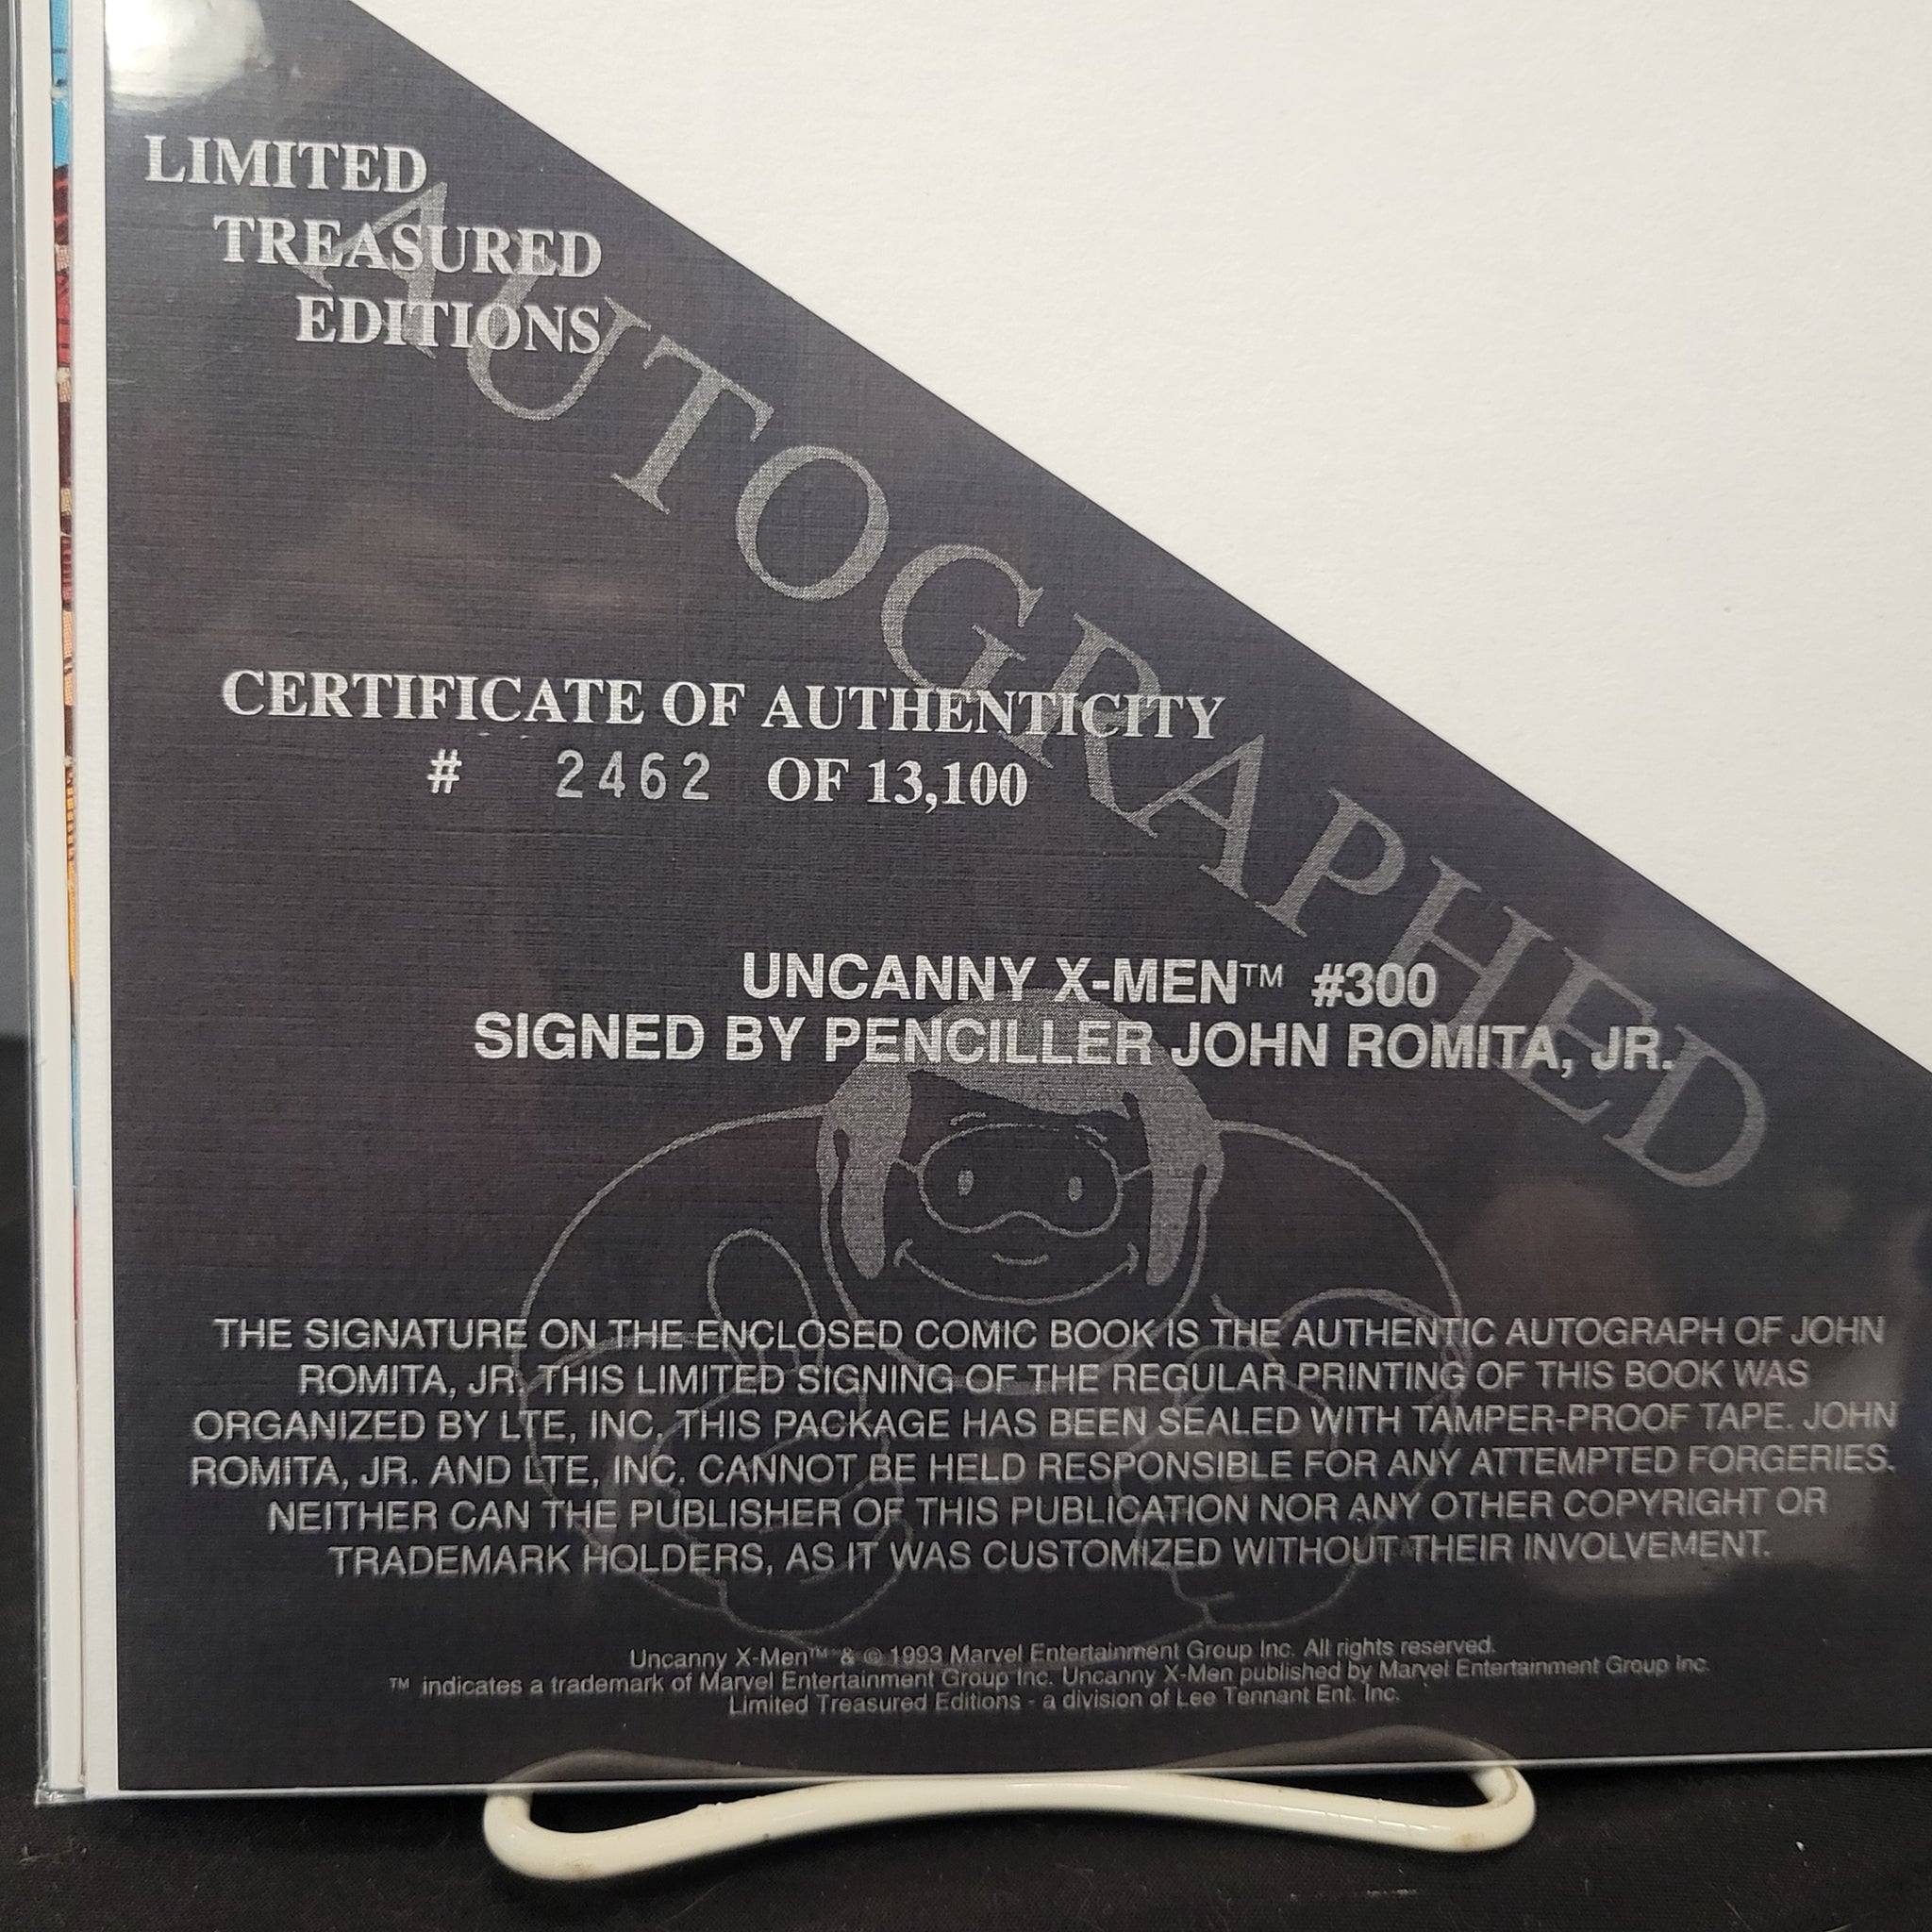 LIMITED
TREASURED
EDITIONS
AUTOGRAPHED
CERTIFICATE OF AUTHENTICITY
# 2462 OF 13,100
UNCANNY X-MEN™ #300
SIGNED BY PENCILLER JOHN ROMITA, JR.
THE SIGNATURE ON THE ENCLOSED COMIC BOOK IS THE AUTHENTIC AUTOGRAPH OF JOHN
ROMITA, JR. THIS LIMITED SIGNING OF THE REGULAR PRINTING OF THIS BOOK WAS
ORGANIZED BY LTE, INC. THIS PACKAGE HAS BEEN SEALED WITH TAMPER-PROOF TAPE. JOHN
ROMITA, JR. AND LTE, INC. CANNOT BE HELD RESPONSIBLE FOR ANY ATTEMPTED FORGERIES.
NEITHER CAN THE PUBLISHER OF THIS PUBLICATION NOR ANY OTHER COPYRIGHT OR
TRADEMARK HOLDERS, AS IT WAS CUSTOMIZED WITHOUT THEIR INVOLVEMENT.
Uncanny X-Men™ & © 1993 Marvel Entertainment Group Inc. All rights reserved.
™ indicates a trademark of Marvel Entertainment Group Inc. Uncanny X-Men published by Marvel Entertainment Group Inc.
Limited Treasured Editions - a division of Lee Tennant Ent. Inc.